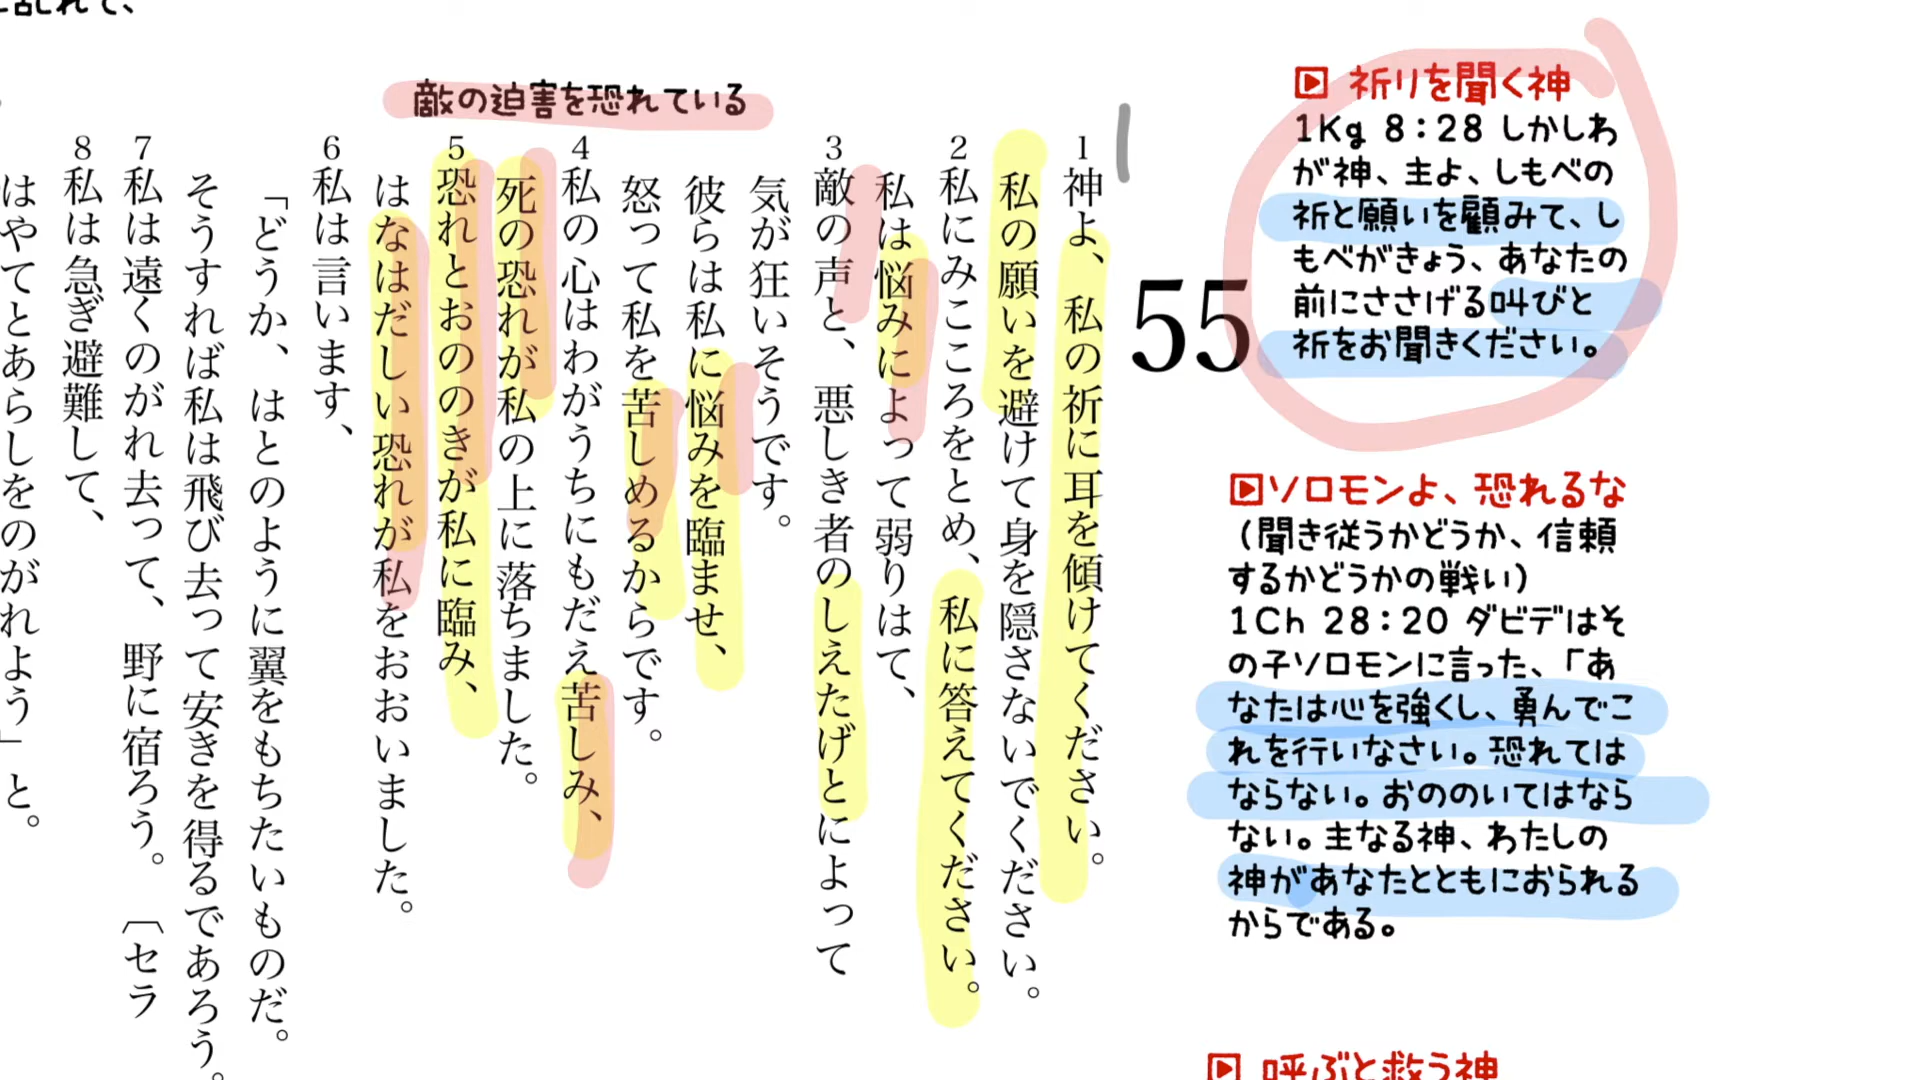 に乱れて、
▶ 祈りを聞く神
1Kg 8:28 しかしわ
が神、主よ、しもべの
祈と願いを顧みて、し
もべがきょう、あなたの
前にささげる叫びと
祈をお聞きください。
▶ソロモンよ、恐れるな
(聞き従うかどうか、信頼
するかどうかの戦い)
1Ch 28:20 ダビデはそ
の子ソロモンに言った、「あ
なたは心を強くし、勇んでこ
れを行いなさい。恐れては
ならない。おののいてはなら
ない。主なる神、わたしの
神があなたとともにおられる
からである。
▶ 呼ぶと救う神
55
敵の迫害を恐れている
1神よ、私の祈に耳を傾けてください。
私の願いを避けて身を隠さないでください。
2私にみこころをとめ、私に答えてください。
私は悩みによって弱りはて、
3敵の声と、悪しき者のしえたげとによって
気が狂いそうです。
彼らは私に悩みを臨ませ、
怒って私を苦しめるからです。
4私の心はわがうちにもだえ苦しみ、
死の恐れが私の上に落ちました。
5恐れとおののきが私に臨み、
はなはだしい恐れが私をおおいました。
6私は言います、
「どうか、はとのように翼をもちたいものだ。
そうすれば私は飛び去って安きを得るであろう。
7私は遠くのがれ去って、野に宿ろう。〔セラ
8私は急ぎ避難して、
はやてとあらしをのがれよう」と。